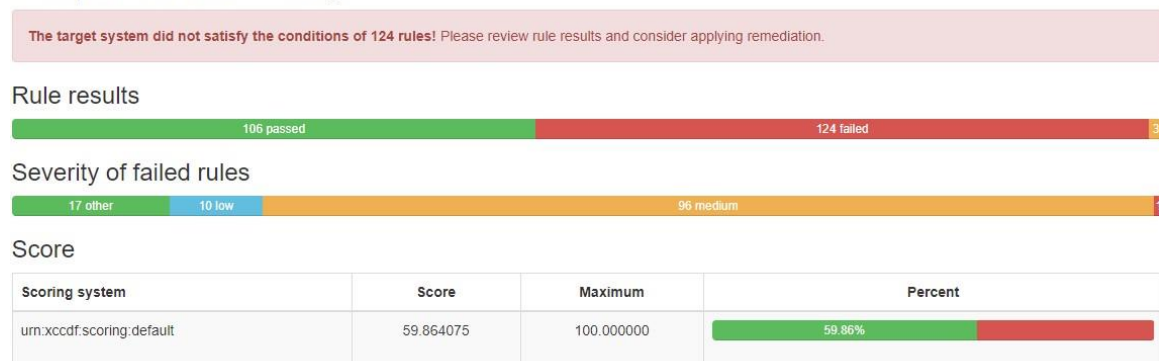 The target system did not satisfy the conditions of 124 rules! Please review rule results and consider applying remediation.
Rule results
106 passed 124 failed 3
Severity of failed rules
17 other 10 low 96 medium 1
Score
Scoring system Score Maximum Percent
urn:xccdf:scoring:default 59.864075 100.000000 59.86%